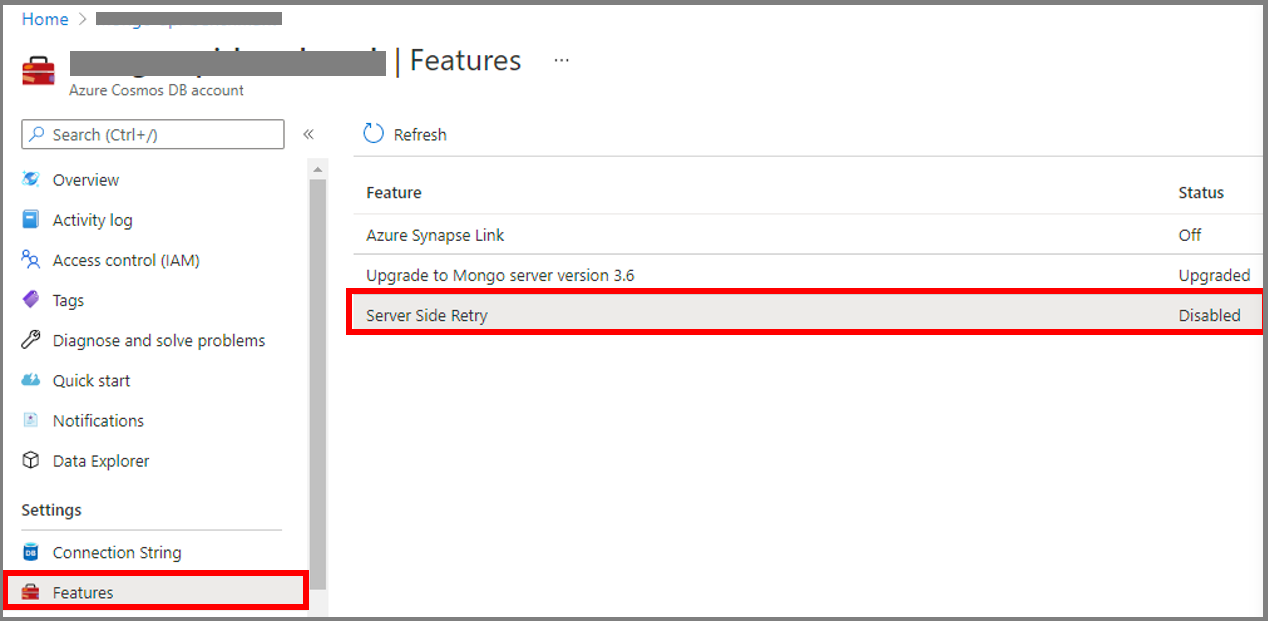 Home >
| Features ...
Azure Cosmos DB account
Search (Ctrl+/) «
Refresh
Overview
Activity log
Access control (IAM)
Tags
Diagnose and solve problems
Quick start
Notifications
Data Explorer
Settings
Connection String
Features
Feature Status
Azure Synapse Link Off
Upgrade to Mongo server version 3.6 Upgraded
Server Side Retry Disabled